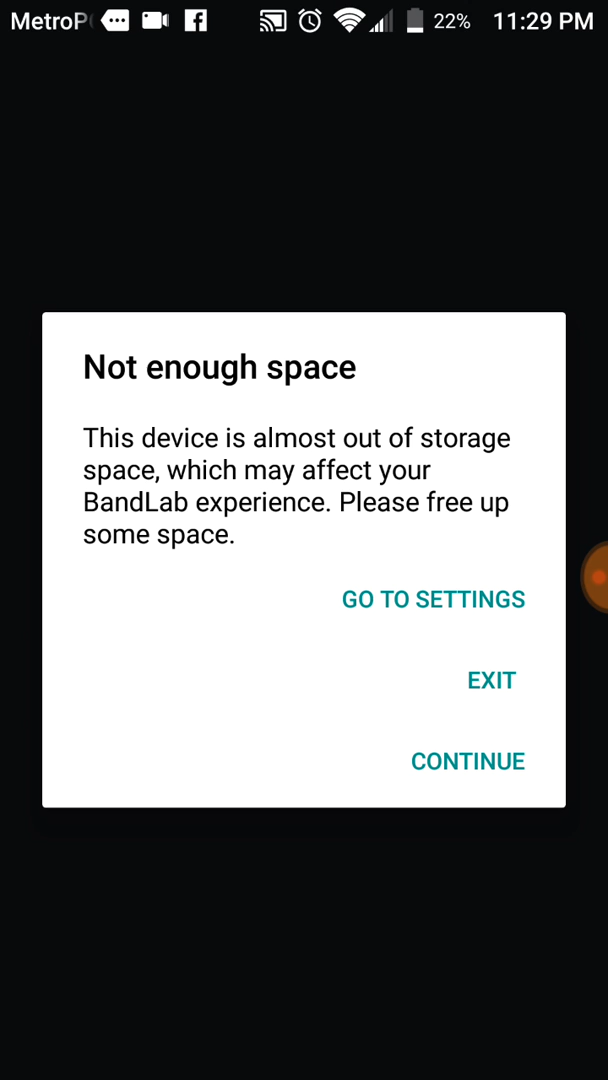 MetroP 22% 11:29 PM
Not enough space
This device is almost out of storage
space, which may affect your
BandLab experience. Please free up
some space.
GO TO SETTINGS
EXIT
CONTINUE